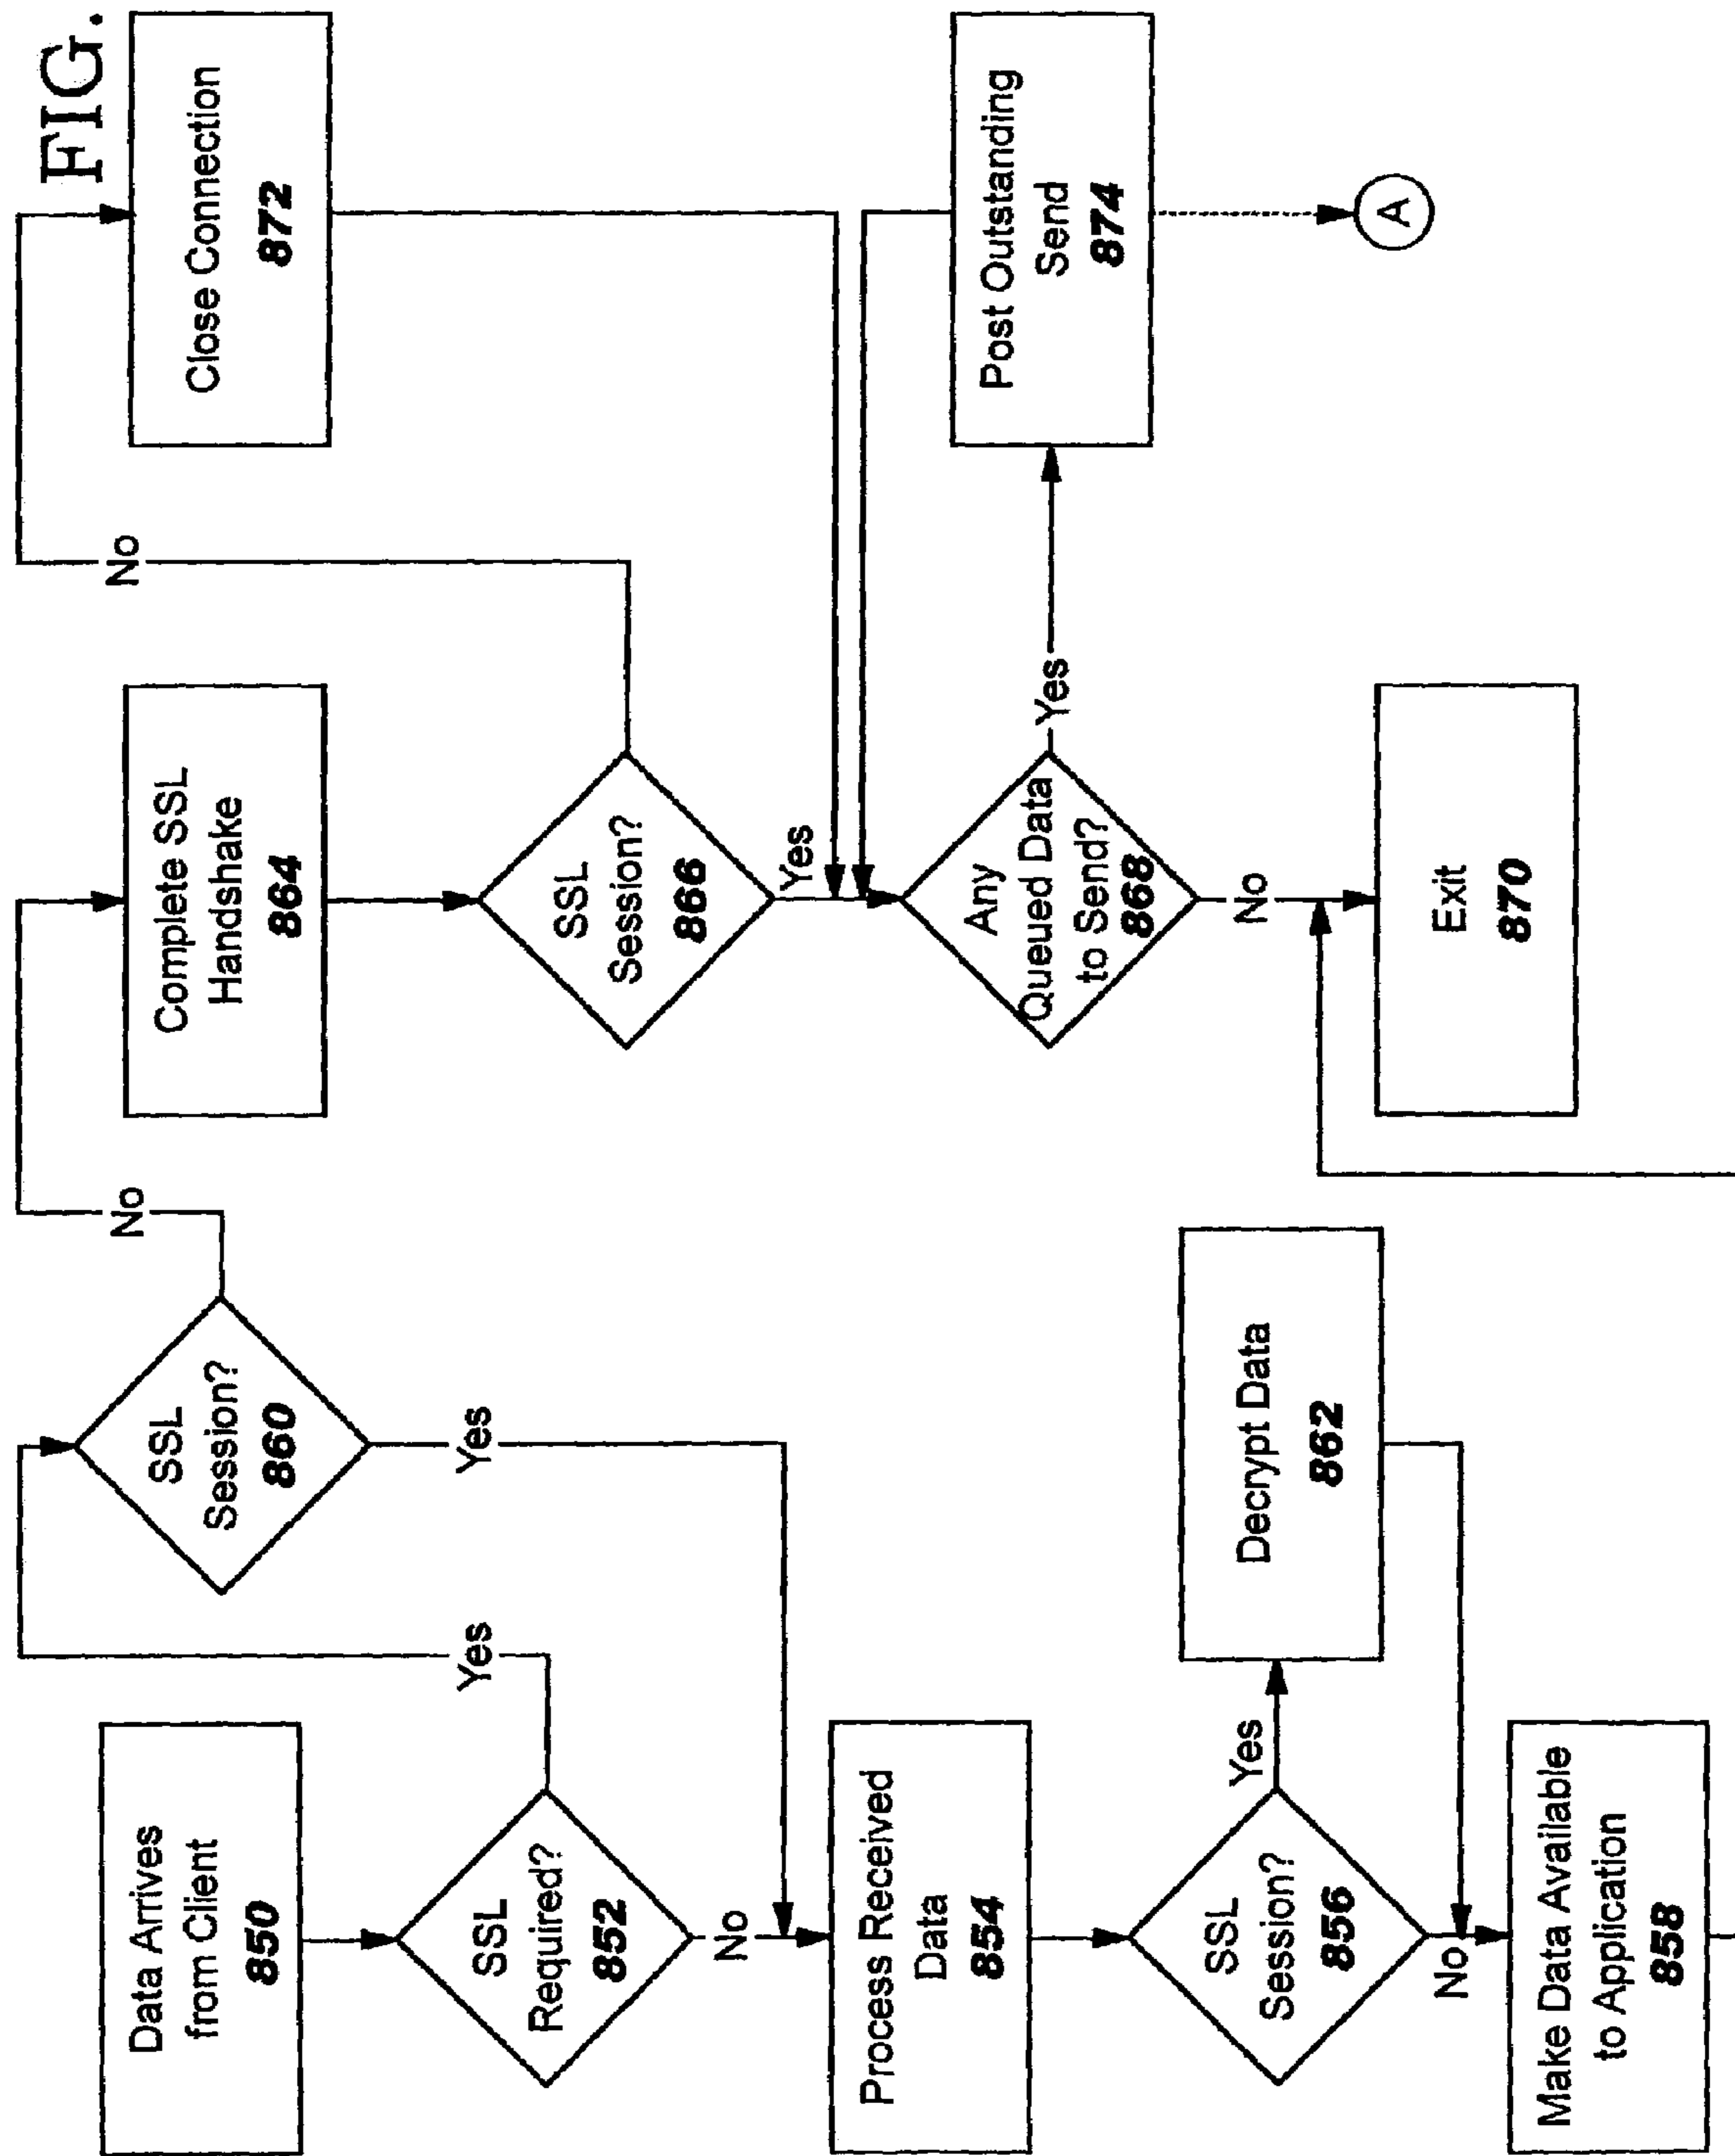 FIG.
Data Arrives
from Client
850
SSL
Required?
852
Yes
No
Process Received
Data
854
SSL
Session?
856
Yes
No
Make Data Available
to Application
858
SSL
Session?
860
No
Yes
Decrypt Data
862
Complete SSL
Handshake
864
SSL
Session?
866
No
Yes
Any
Queued Data
to Send?
868
Yes
No
Exit
870
Close Connection
872
Post Outstanding
Send
874
A